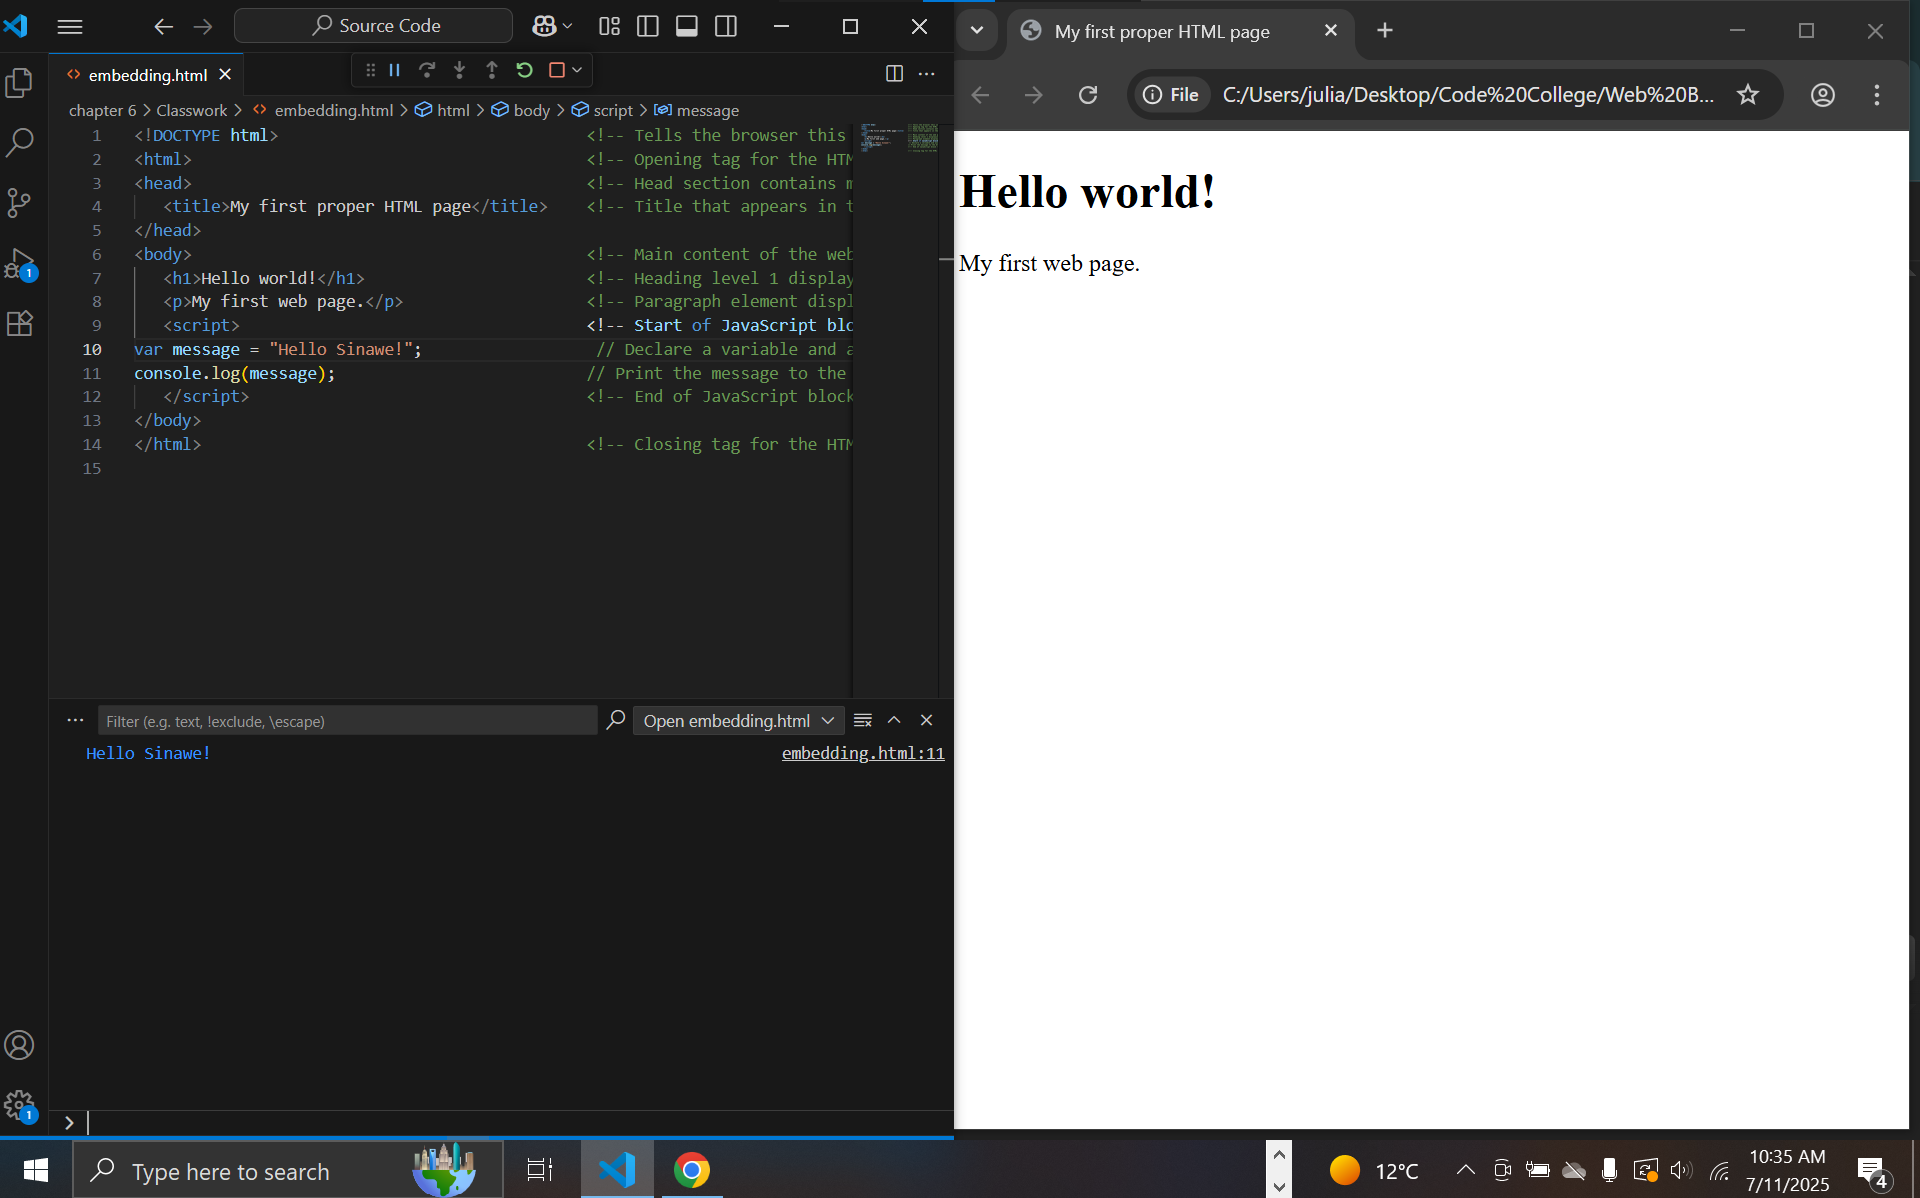 Source Code
embedding.html
chapter 6 > Classwork > embedding.html > html > body > script > message
1 <!DOCTYPE html> <!-- Tells the browser this
2 <html> <!-- Opening tag for the HTM
3 <head> <!-- Head section contains m
4 <title>My first proper HTML page</title> <!-- Title that appears in t
5 </head>
6 <body> <!-- Main content of the web
7 <h1>Hello world!</h1> <!-- Heading level 1 display
8 <p>My first web page.</p> <!-- Paragraph element displ
9 <script> <!-- Start of JavaScript blo
10 var message = "Hello Sinawe!"; // Declare a variable and a
11 console.log(message); // Print the message to the
12 </script> <!-- End of JavaScript block
13 </body>
14 </html> <!-- Closing tag for the HTM
15
1
1
Filter (e.g. text, !exclude, \escape)
Open embedding.html
Hello Sinawe! embedding.html:11
>
My first proper HTML page
File C:/Users/julia/Desktop/Code%20College/Web%20B...
Hello world!
My first web page.
Type here to search
12°C
10:35 AM
7/11/2025
4